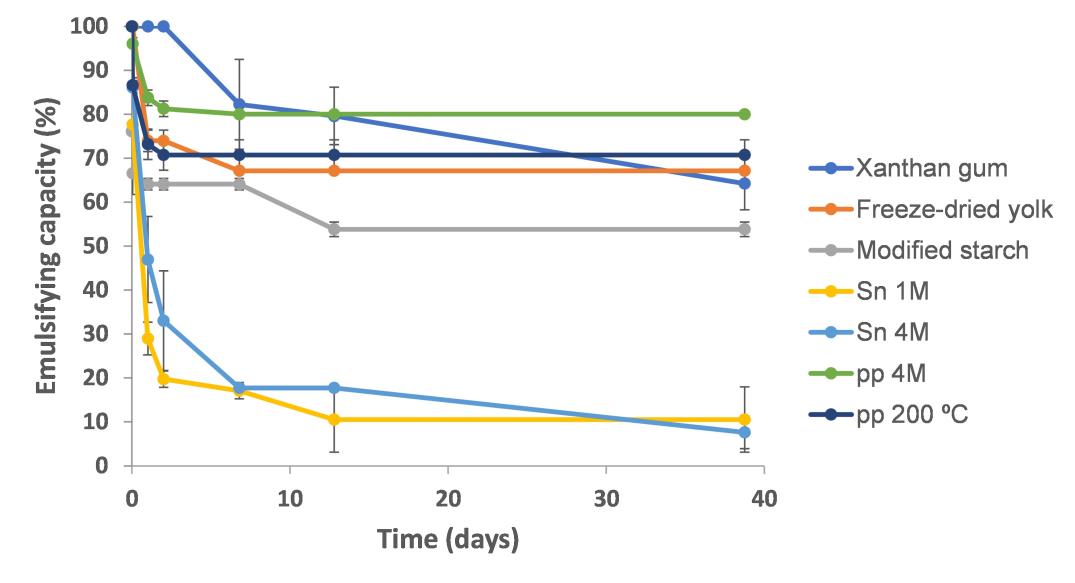 Emulsifying capacity (%)
100
90
80
70
60
50
40
30
20
10
0
0 10 20 30 40
Time (days)
Xanthan gum
Freeze-dried yolk
Modified starch
Sn 1M
Sn 4M
pp 4M
pp 200 ºC